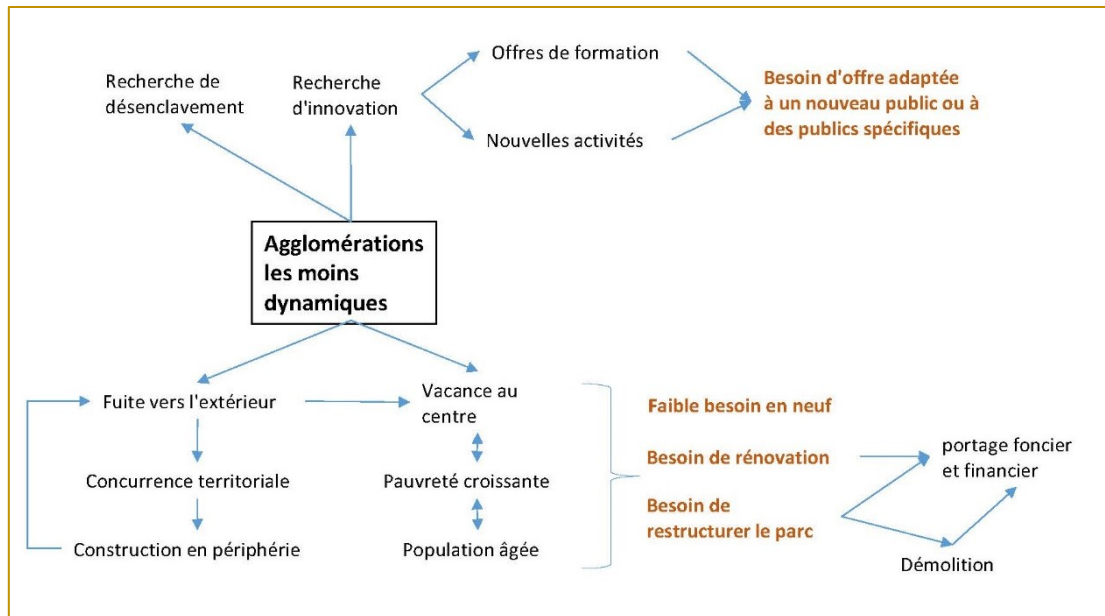 Offres de formation
Recherche de
désenclavement
Recherche
d'innovation
Besoin d'offre adaptée
à un nouveau public ou à
des publics spécifiques
Nouvelles activités
Agglomérations
les moins
dynamiques
Fuite vers l'extérieur
Vacance au
centre
Faible besoin en neuf
Concurrence territoriale
Pauvreté croissante
Besoin de rénovation
portage foncier
et financier
Construction en périphérie
Population âgée
Besoin de
restructurer le parc
Démolition